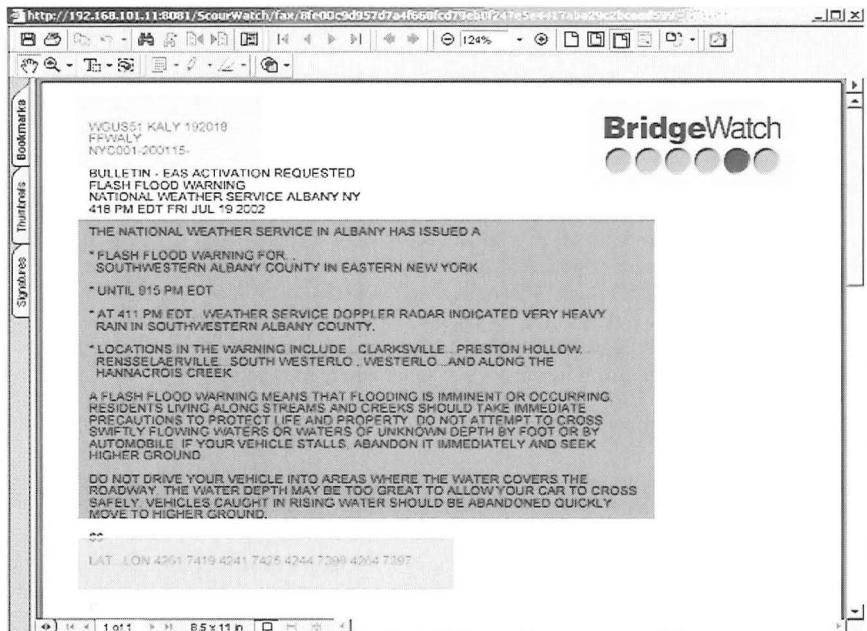 http://192.168.101.11:8081/ScourWatch/fax/
124%
Bookmarks
Thumbnails
Signatures
BridgeWatch
WGUS51 KALY 192018
FFWALY
NYC001-200115-
BULLETIN - EAS ACTIVATION REQUESTED
FLASH FLOOD WARNING
NATIONAL WEATHER SERVICE ALBANY NY
418 PM EDT FRI JUL 19 2002
THE NATIONAL WEATHER SERVICE IN ALBANY HAS ISSUED A
* FLASH FLOOD WARNING FOR...
SOUTHWESTERN ALBANY COUNTY IN EASTERN NEW YORK
* UNTIL 915 PM EDT
* AT 411 PM EDT...WEATHER SERVICE DOPPLER RADAR INDICATED VERY HEAVY
RAIN IN SOUTHWESTERN ALBANY COUNTY.
* LOCATIONS IN THE WARNING INCLUDE...CLARKSVILLE...PRESTON HOLLOW...
RENSSELAERVILLE...SOUTH WESTERLO...WESTERLO...AND ALONG THE
HANNACROIS CREEK
A FLASH FLOOD WARNING MEANS THAT FLOODING IS IMMINENT OR OCCURRING.
RESIDENTS LIVING ALONG STREAMS AND CREEKS SHOULD TAKE IMMEDIATE
PRECAUTIONS TO PROTECT LIFE AND PROPERTY. DO NOT ATTEMPT TO CROSS
SWIFTLY FLOWING WATERS OR WATERS OF UNKNOWN DEPTH BY FOOT OR BY
AUTOMOBILE. IF YOUR VEHICLE STALLS, ABANDON IT IMMEDIATELY AND SEEK
HIGHER GROUND.
DO NOT DRIVE YOUR VEHICLE INTO AREAS WHERE THE WATER COVERS THE
ROADWAY. THE WATER DEPTH MAY BE TOO GREAT TO ALLOW YOUR CAR TO CROSS
SAFELY. VEHICLES CAUGHT IN RISING WATER SHOULD BE ABANDONED QUICKLY
MOVE TO HIGHER GROUND.
LAT...LON 4261 7419 4241 7425 4244 7399 4264 7397
1 of 1 8.5 x 11 in